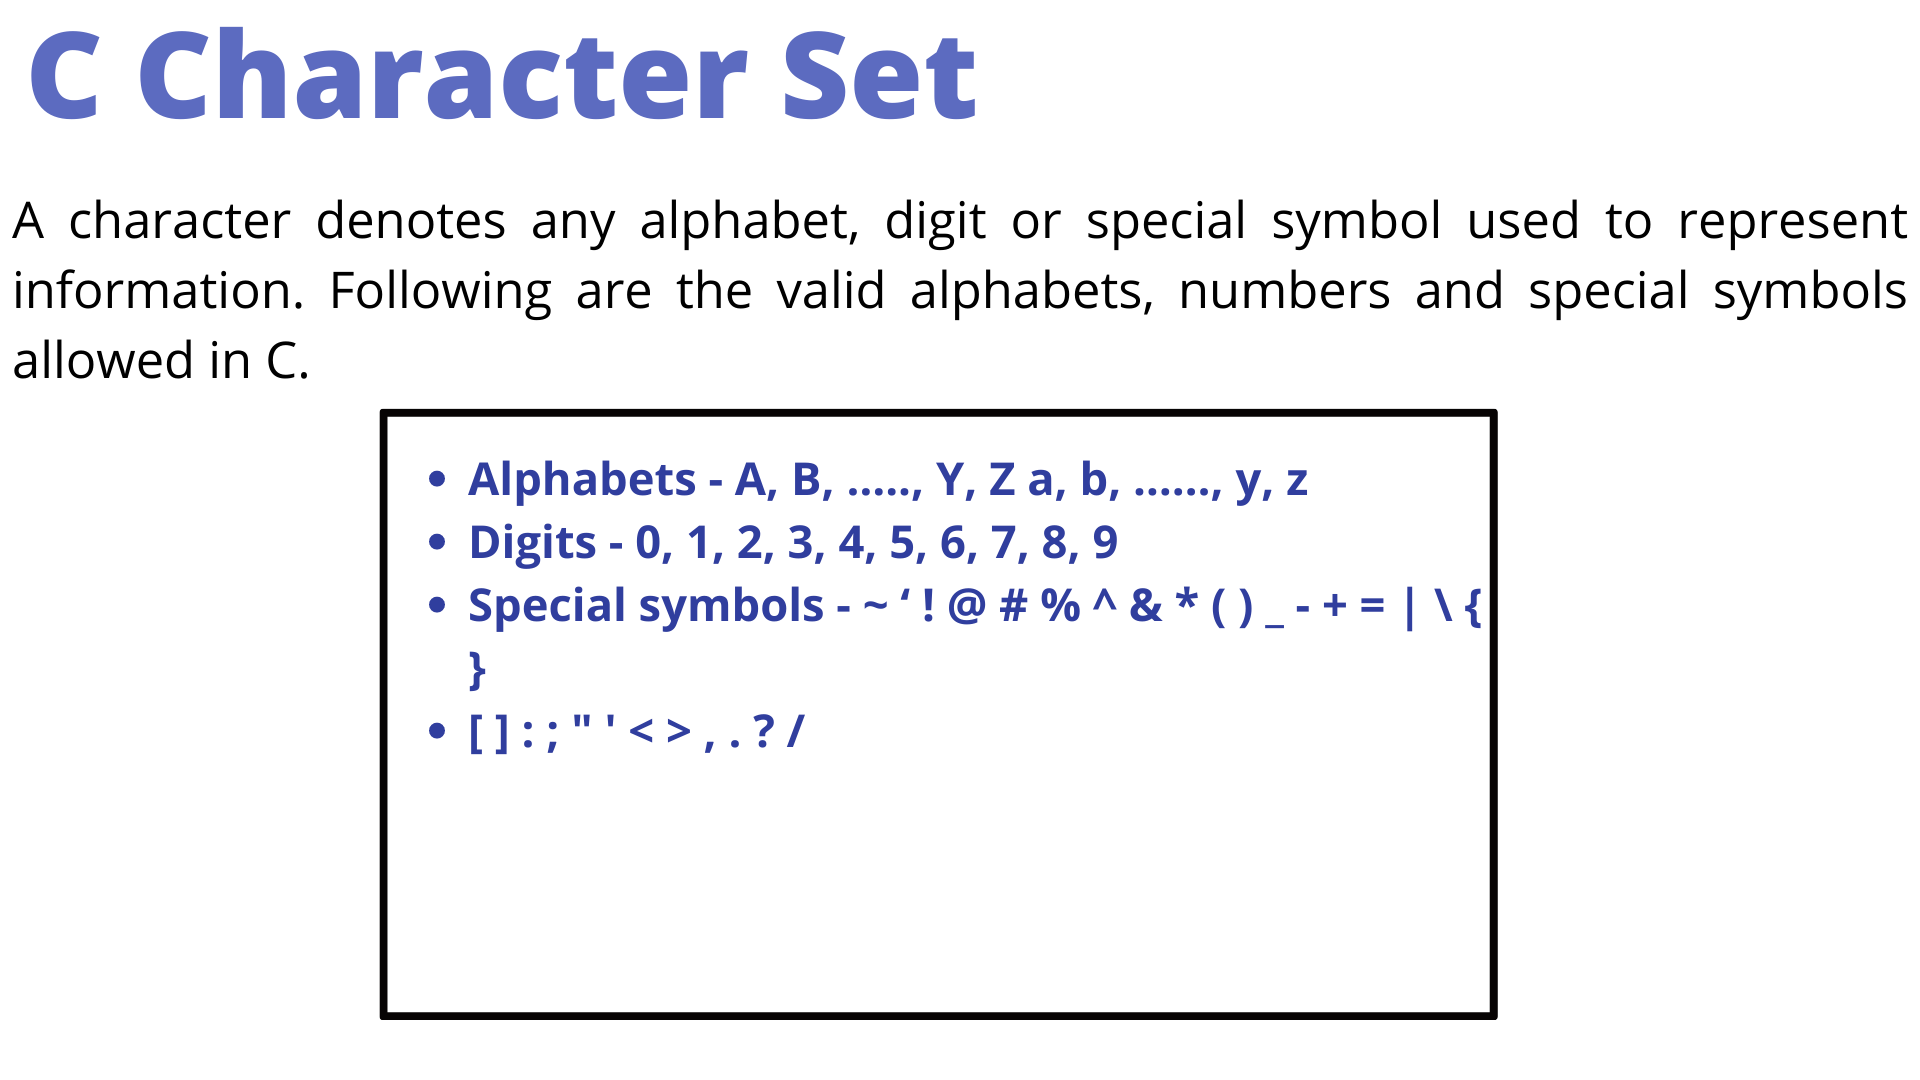 C Character Set
A character denotes any alphabet, digit or special symbol used to represent
information. Following are the valid alphabets, numbers and special symbols
allowed in C.
• Alphabets - A, B, ....., Y, Z a, b, ......, y, z
• Digits - 0, 1, 2, 3, 4, 5, 6, 7, 8, 9
• Special symbols - ~ ‘ ! @ # % ^ & * ( ) _ - + = | \ {
}
• [ ] : ; " ' < > , . ? /